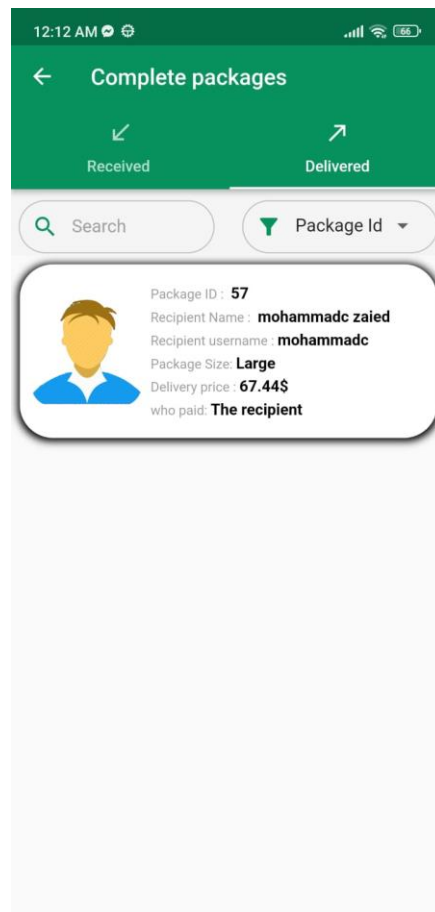 12:12 AM 66
Complete packages
Received Delivered
Search Package Id
Package ID : 57
Recipient Name : mohammadc zaied
Recipient username : mohammadc
Package Size: Large
Delivery price : 67.44$
who paid: The recipient